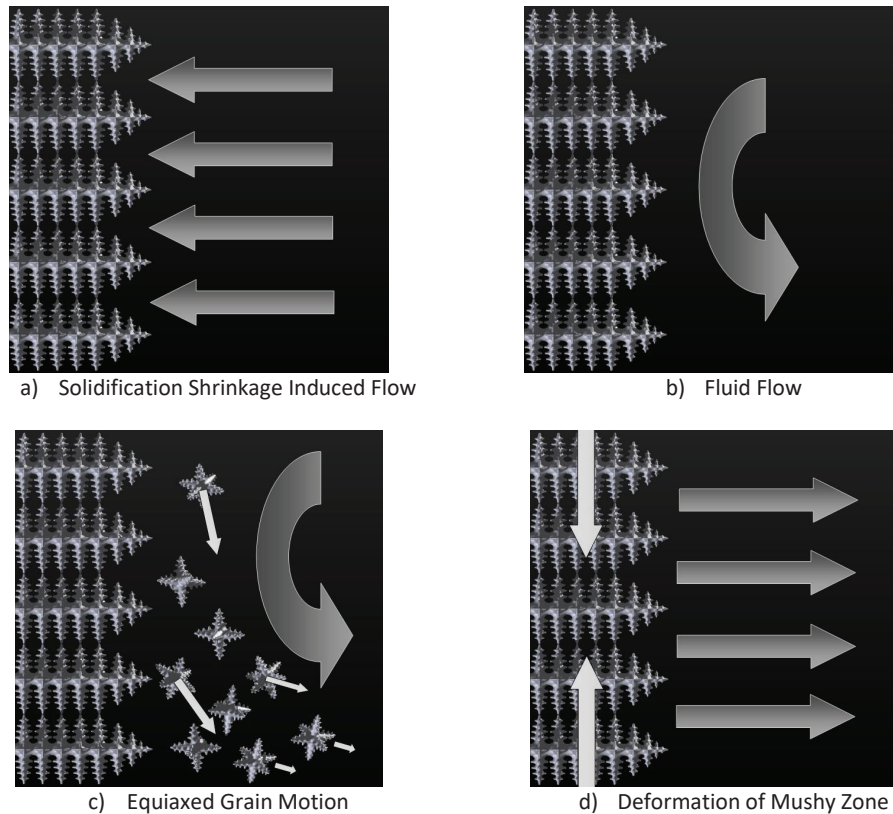 a) Solidification Shrinkage Induced Flow
b) Fluid Flow
c) Equiaxed Grain Motion
d) Deformation of Mushy Zone